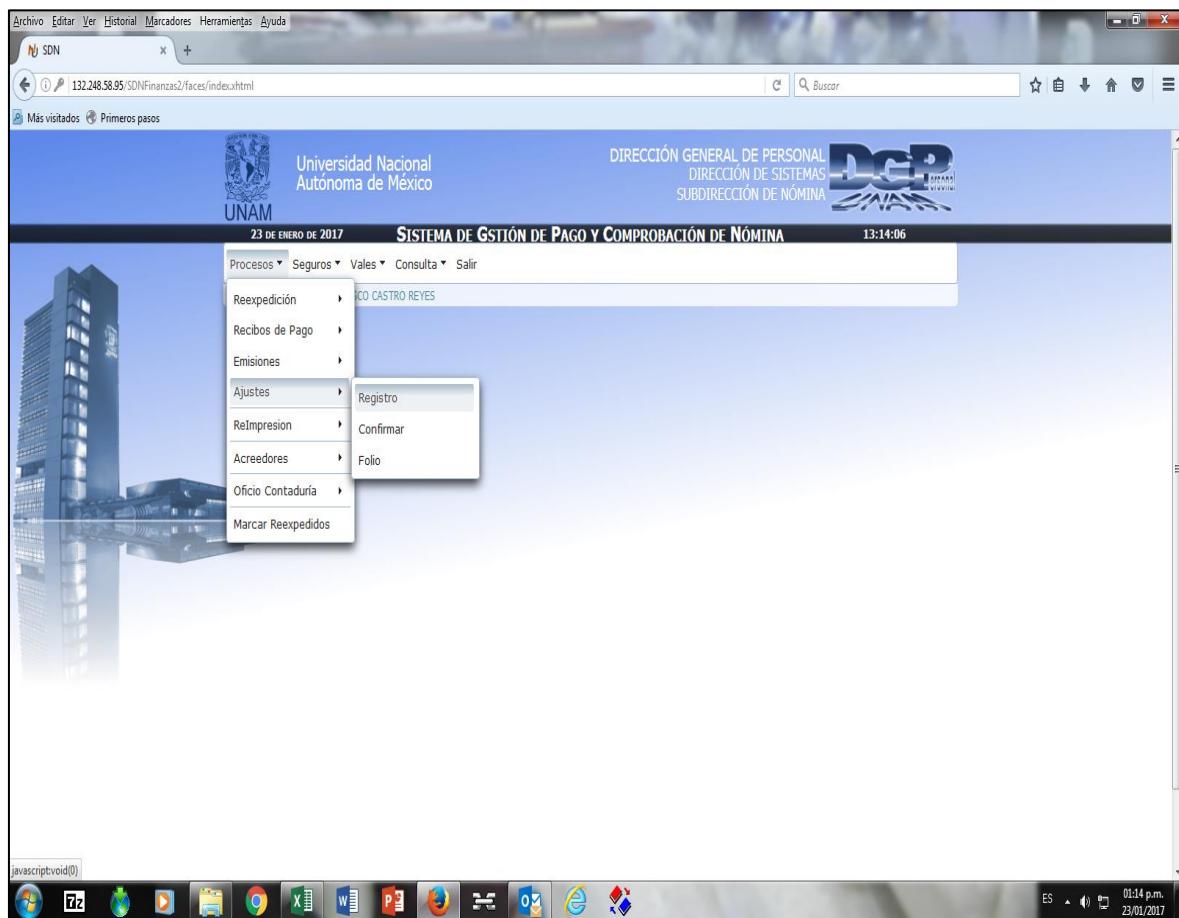 Archivo Editar Ver Historial Marcadores Herramientas Ayuda
SDN
132.248.58.95/SDNFinanzas2/faces/index.xhtml
Buscar
Más visitados Primeros pasos
UNAM
Universidad Nacional
Autónoma de México
DIRECCIÓN GENERAL DE PERSONAL
DIRECCIÓN DE SISTEMAS
SUBDIRECCIÓN DE NÓMINA
DGP
Personal
UNAM
23 DE ENERO DE 2017 SISTEMA DE GSTIÓN DE PAGO Y COMPROBACIÓN DE NÓMINA 13:14:06
Procesos Seguros Vales Consulta Salir
CASTRO REYES
Reexpedición
Recibos de Pago
Emisiones
Ajustes
Registro
Confirmar
Folio
ReImpresion
Acreedores
Oficio Contaduría
Marcar Reexpedidos
javascript:void(0)
ES 01:14 p.m.
23/01/2017